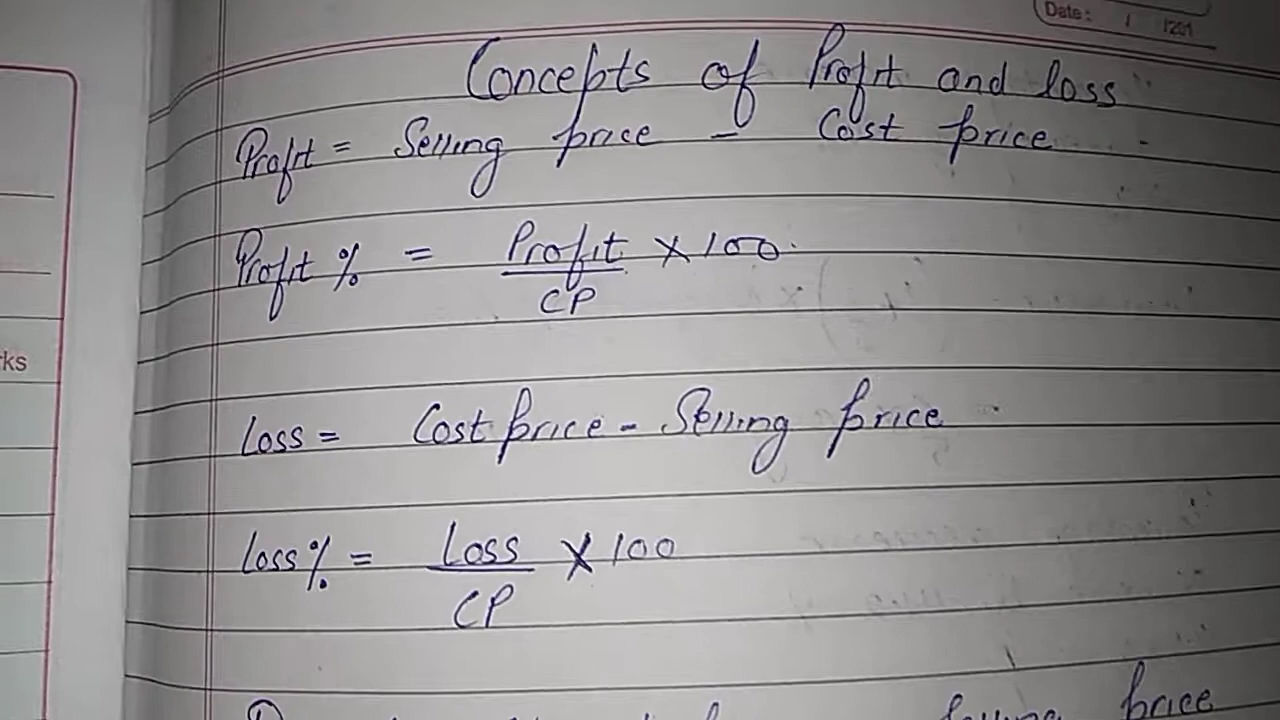 Date: / /201
Concepts of Profit and loss
Profit = Selling price - Cost price
Profit % = Profit/CP × 100
ks
Loss = Cost price - Selling price
Loss % = Loss/CP × 100
price